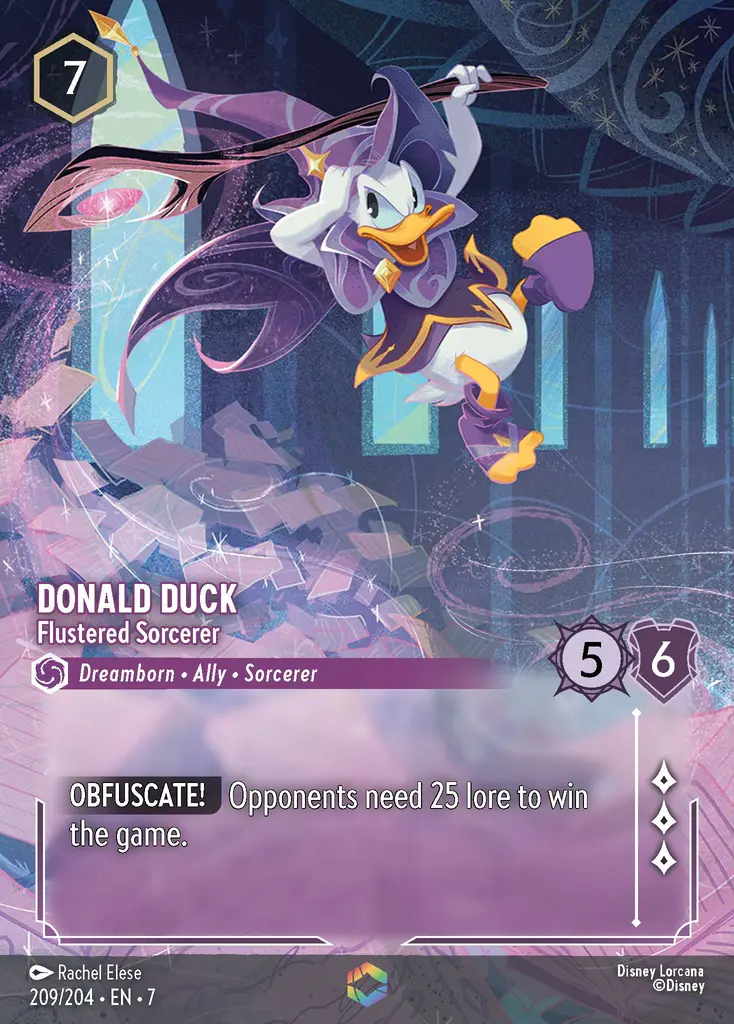 7
DONALD DUCK
Flustered Sorcerer
5 6
Dreamborn • Ally • Sorcerer
OBFUSCATE! Opponents need 25 lore to win
the game.
Rachel Elese
209/204 • EN • 7
Disney Lorcana
©Disney